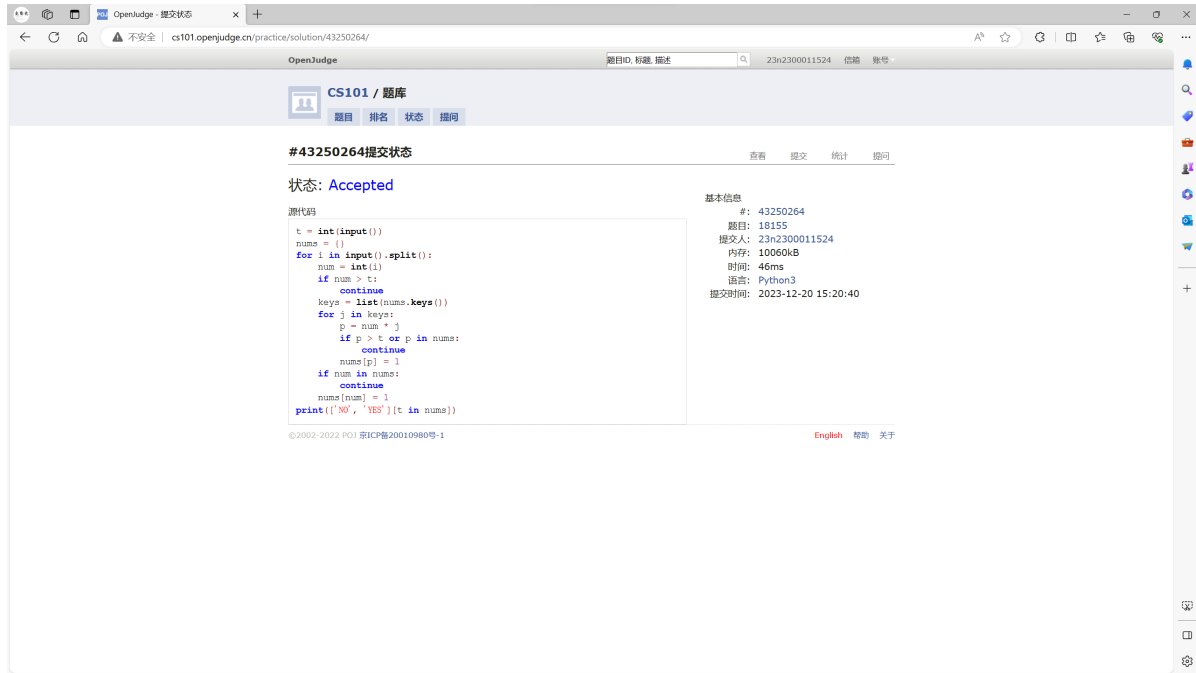 OpenJudge - 提交状态
不安全 cs101.openjudge.cn/practice/solution/43250264/
OpenJudge 题目ID, 标题, 描述 23n2300011524 信箱 账号
CS101 / 题库
题目 排名 状态 提问
#43250264提交状态 查看 提交 统计 提问
状态: Accepted
源代码
t = int(input())
nums = {}
for i in input().split():
    num = int(i)
    if num > t:
        continue
    keys = list(nums.keys())
    for j in keys:
        p = num * j
        if p > t or p in nums:
            continue
        nums[p] = 1
    if num in nums:
        continue
    nums[num] = 1
print(['NO', 'YES'][t in nums])
基本信息
#: 43250264
题目: 18155
提交人: 23n2300011524
内存: 10060kB
时间: 46ms
语言: Python3
提交时间: 2023-12-20 15:20:40
©2002-2022 POJ 京ICP备20010980号-1 English 帮助 关于